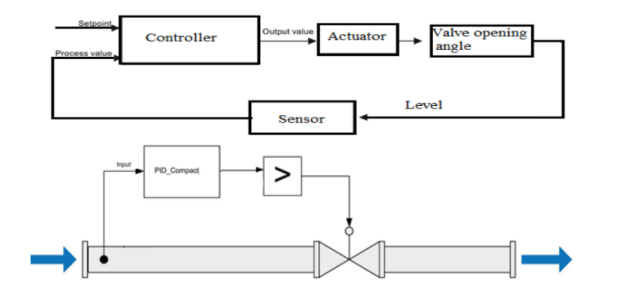 Setpoint
Controller
Output value
Actuator
Valve opening
angle
Process value
Level
Sensor
Input
PID_Compact
>